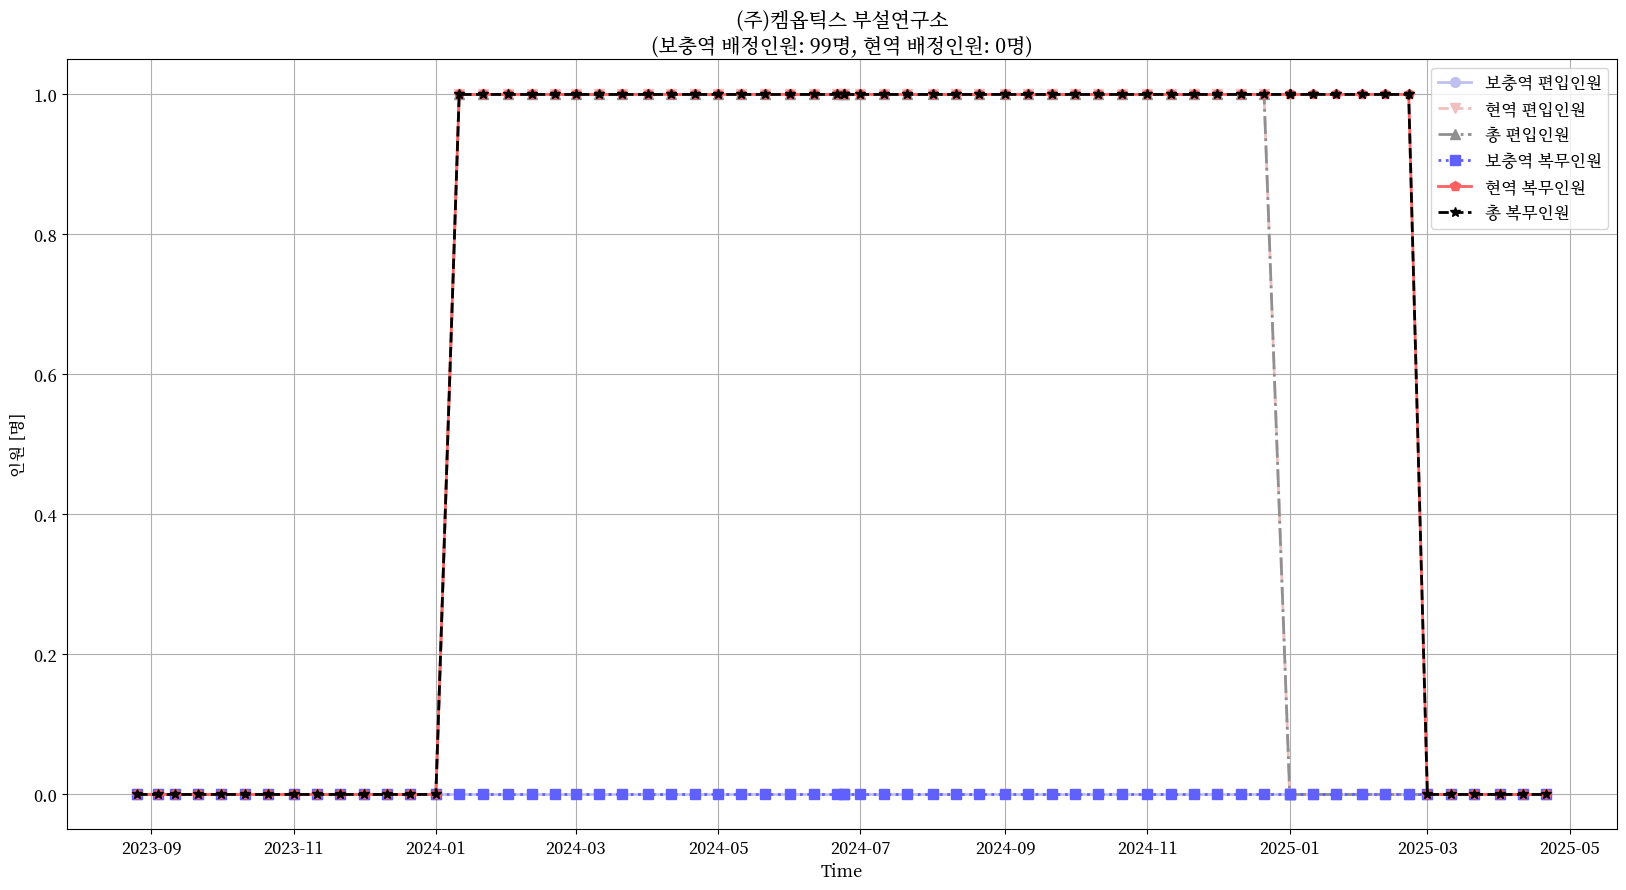 (주)켐옵틱스 부설연구소
(보충역 배정인원: 99명, 현역 배정인원: 0명)
보충역 편입인원
현역 편입인원
총 편입인원
보충역 복무인원
현역 복무인원
총 복무인원
인원 [명]
1.0
0.8
0.6
0.4
0.2
0.0
2023-09
2023-11
2024-01
2024-03
2024-05
2024-07
2024-09
2024-11
2025-01
2025-03
2025-05
Time